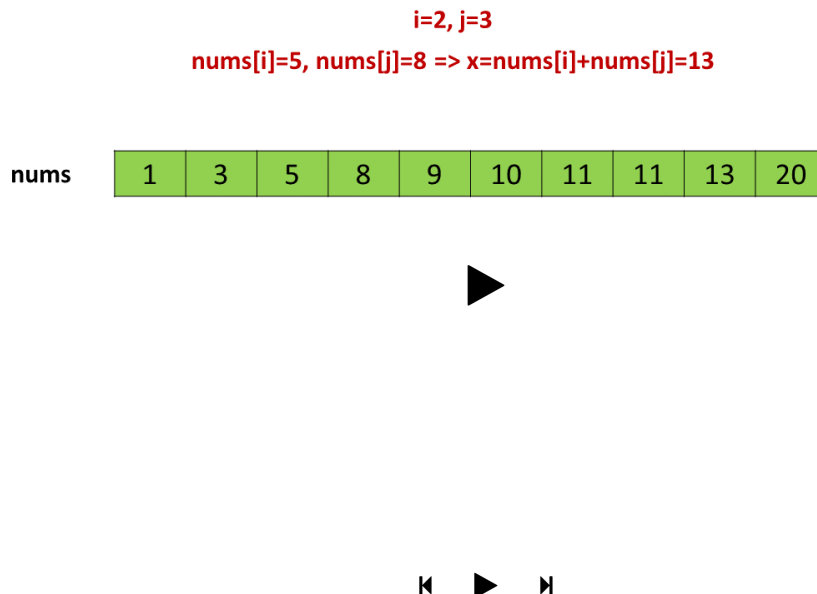 i=2, j=3
nums[i]=5, nums[j]=8 => x=nums[i]+nums[j]=13
nums 1 3 5 8 9 10 11 11 13 20